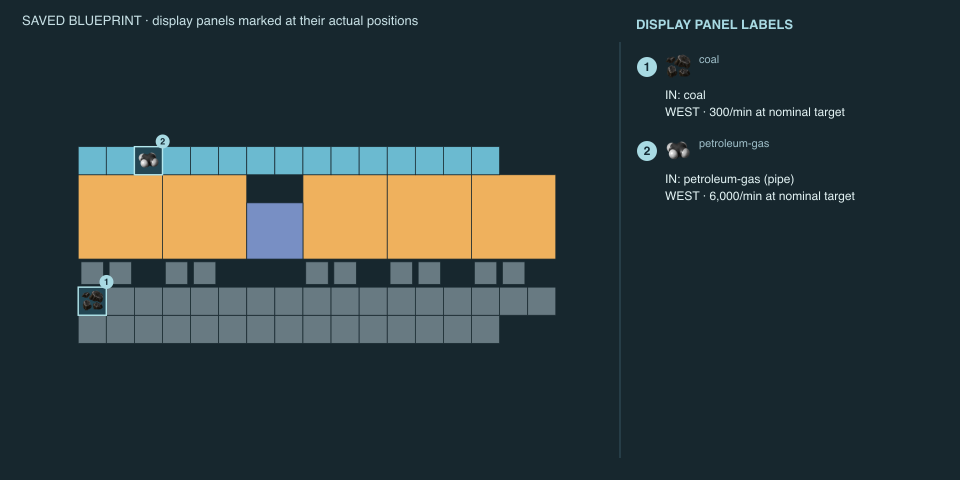 SAVED BLUEPRINT · display panels marked at their actual positions
DISPLAY PANEL LABELS
1
coal
IN: coal
WEST · 300/min at nominal target
2
petroleum-gas
IN: petroleum-gas (pipe)
WEST · 6,000/min at nominal target
2
1